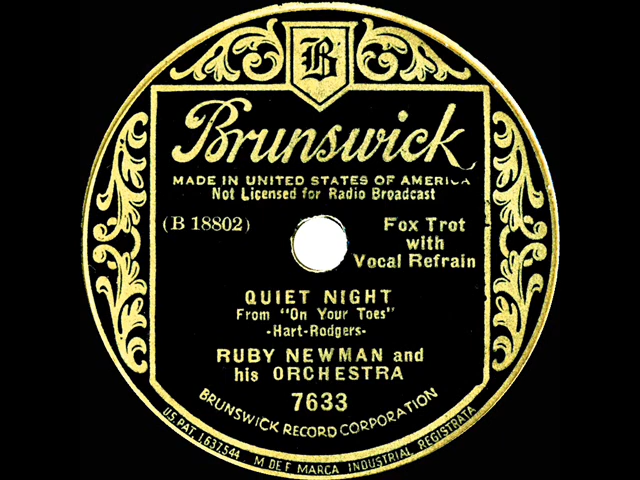 B
Brunswick
MADE IN UNITED STATES OF AMERICA
Not Licensed for Radio Broadcast
(B 18802)
Fox Trot
with
Vocal Refrain
QUIET NIGHT
From "On Your Toes"
-Hart-Rodgers-
RUBY NEWMAN and
his ORCHESTRA
7633
BRUNSWICK RECORD CORPORATION
U.S. PAT. 1,637,544 . M DE F MARCA INDUSTRIAL REGISTRATA